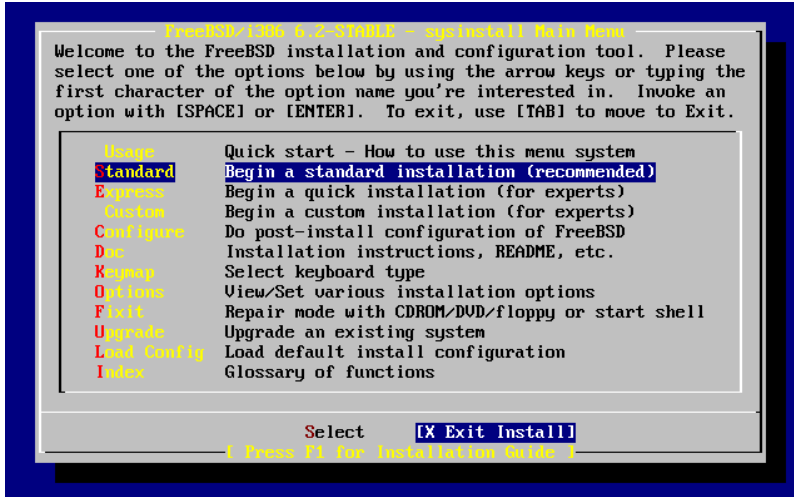 FreeBSD/i386 6.2-STABLE - sysinstall Main Menu
Welcome to the FreeBSD installation and configuration tool.  Please
select one of the options below by using the arrow keys or typing the
first character of the option name you're interested in.  Invoke an
option with [SPACE] or [ENTER].  To exit, use [TAB] to move to Exit.
Usage Quick start - How to use this menu system
Standard Begin a standard installation (recommended)
Express Begin a quick installation (for experts)
Custom Begin a custom installation (for experts)
Configure Do post-install configuration of FreeBSD
Doc Installation instructions, README, etc.
Keymap Select keyboard type
Options View/Set various installation options
Fixit Repair mode with CDROM/DVD/floppy or start shell
Upgrade Upgrade an existing system
Load Config Load default install configuration
Index Glossary of functions
Select [X Exit Install]
[ Press F1 for Installation Guide ]